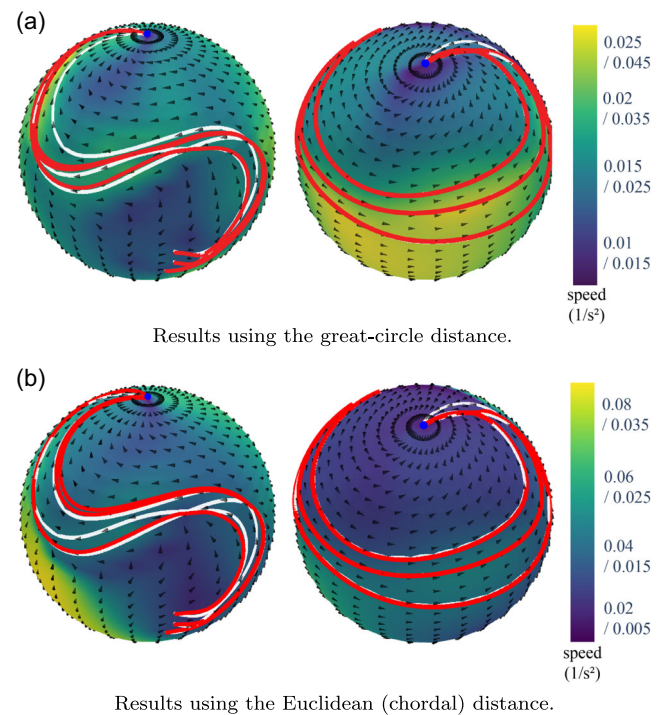 (a)
0.025
/ 0.045
0.02
/ 0.035
0.015
/ 0.025
0.01
/ 0.015
speed
(1/s²)
Results using the great-circle distance.
(b)
0.08
/ 0.035
0.06
/ 0.025
0.04
/ 0.015
0.02
/ 0.005
speed
(1/s²)
Results using the Euclidean (chordal) distance.